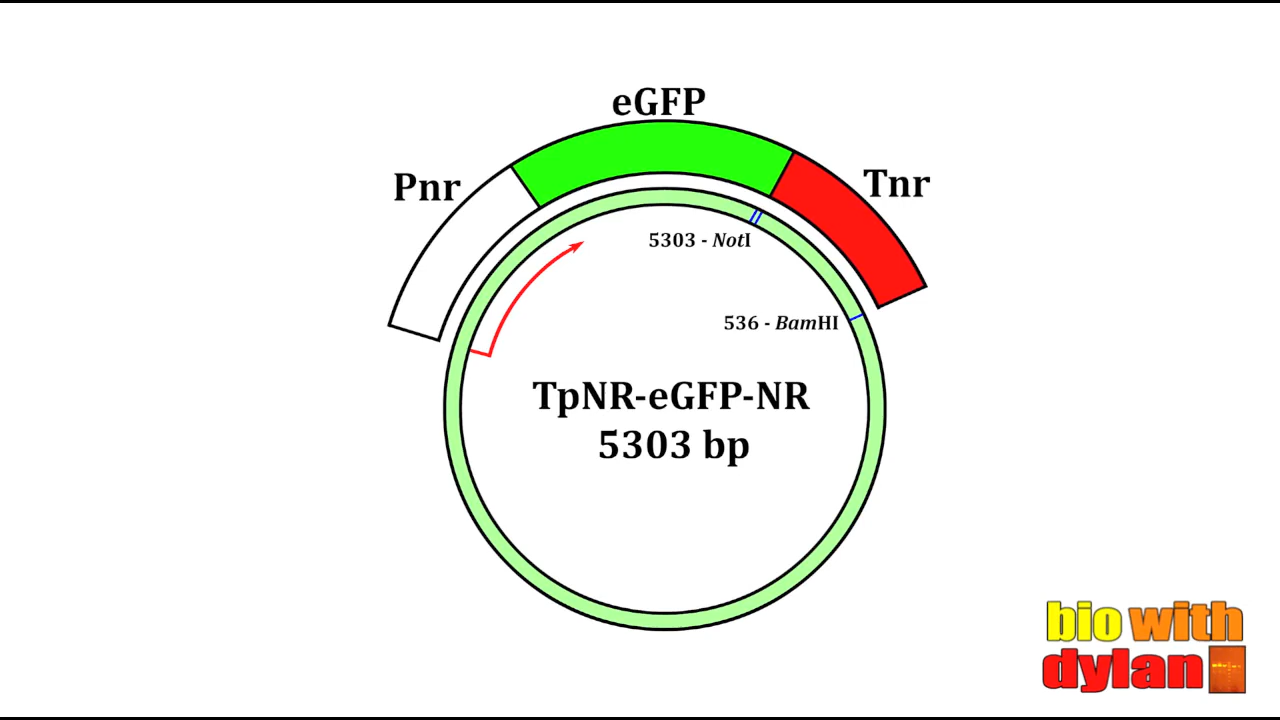 eGFP
Pnr
Tnr
5303 - NotI
536 - BamHI
TpNR-eGFP-NR
5303 bp
bio with
dylan